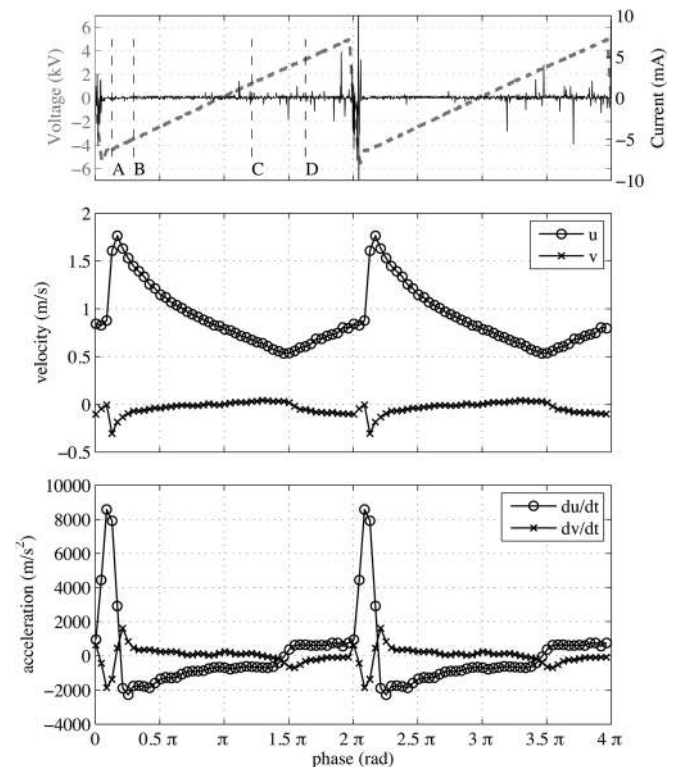 6
4
2
0
−2
−4
−6
Voltage (kV)
10
5
0
−5
−10
Current (mA)
A B C D
2
1.5
1
0.5
0
−0.5
velocity (m/s)
u
v
10000
8000
6000
4000
2000
0
−2000
−4000
acceleration (m/s²)
du/dt
dv/dt
0 0.5 π π 1.5 π 2 π 2.5 π 3 π 3.5 π 4 π
phase (rad)